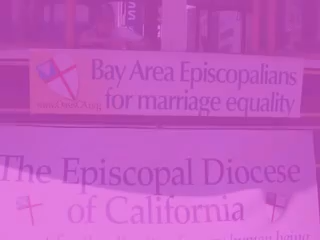 Bay Area Episcopalians
for marriage equality
The Episcopal Diocese
of California